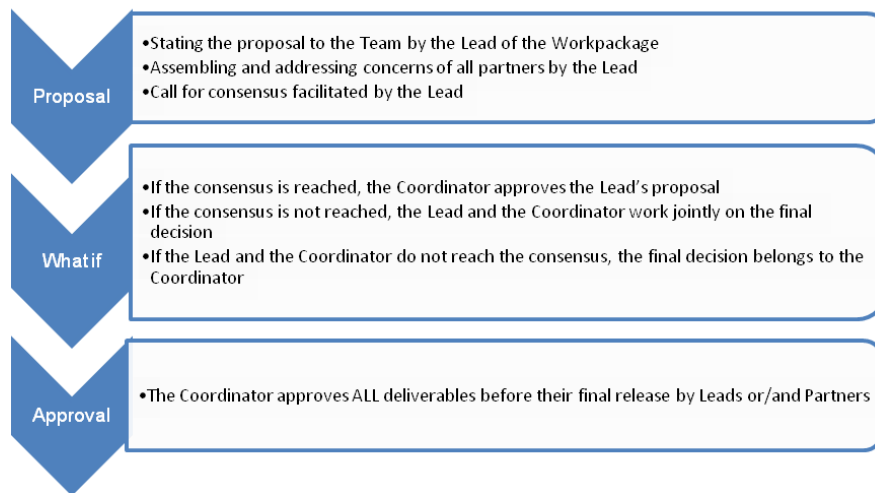 Proposal
•Stating the proposal to the Team by the Lead of the Workpackage
•Assembling and addressing concerns of all partners by the Lead
•Call for consensus facilitated by the Lead
What if
•If the consensus is reached, the Coordinator approves the Lead's proposal
•If the consensus is not reached, the Lead and the Coordinator work jointly on the final
decision
•If the Lead and the Coordinator do not reach the consensus, the final decision belongs to the
Coordinator
Approval
•The Coordinator approves ALL deliverables before their final release by Leads or/and Partners